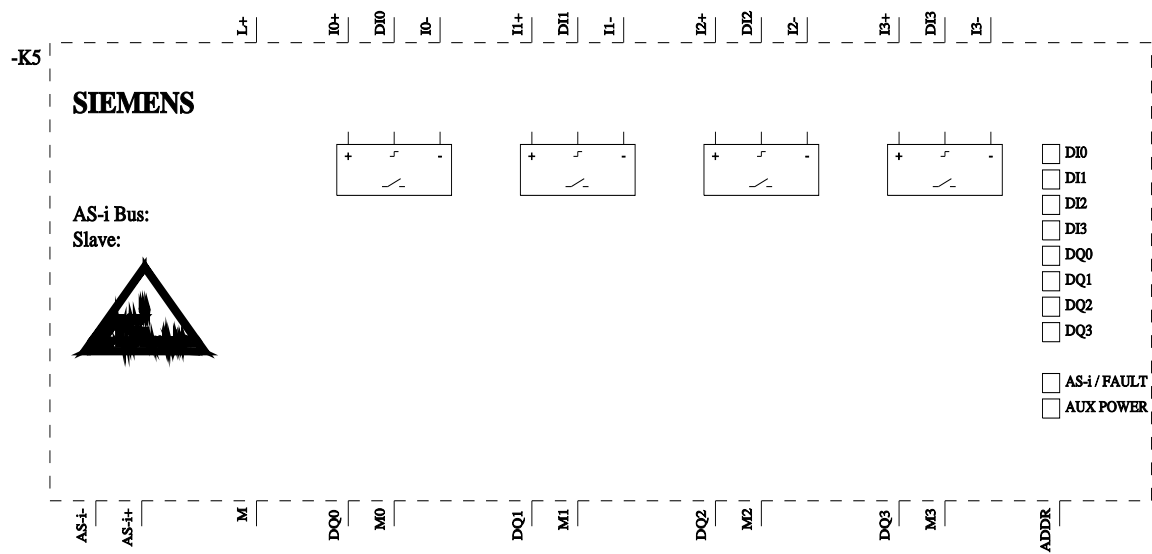 L+ I0+ DI0 I0- I1+ DI1 I1- I2+ DI2 I2- I3+ DI3 I3-
-K5
SIEMENS
+ - + - + - + -
DI0
DI1
DI2
DI3
DQ0
DQ1
DQ2
DQ3
AS-i Bus:
Slave:
AS-i / FAULT
AUX POWER
AS-i- AS-i+ M DQ0 M0 DQ1 M1 DQ2 M2 DQ3 M3 ADDR